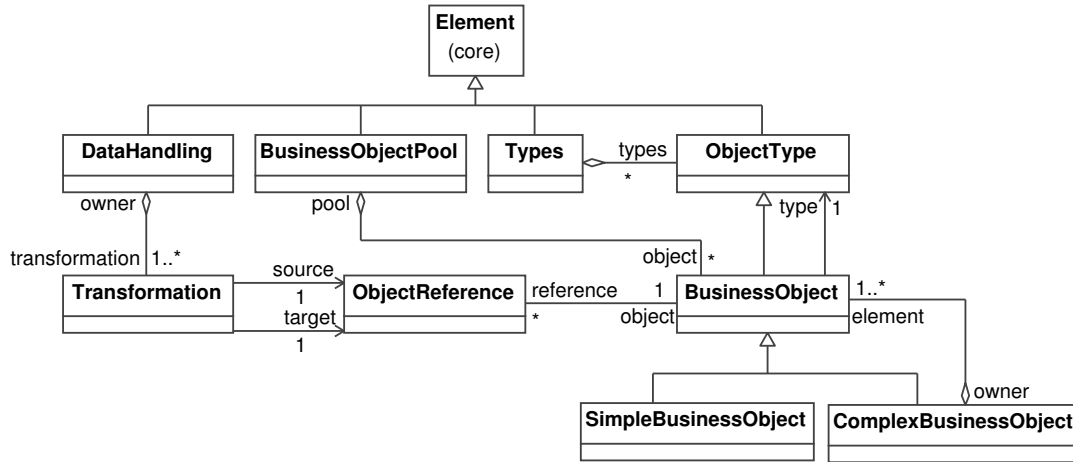 Element
(core)
DataHandling
BusinessObjectPool
Types
types
*
ObjectType
owner
pool
type
1
transformation
1..*
object
*
Transformation
source
1
target
1
ObjectReference
reference
*
1
object
BusinessObject
1..*
element
owner
SimpleBusinessObject
ComplexBusinessObject